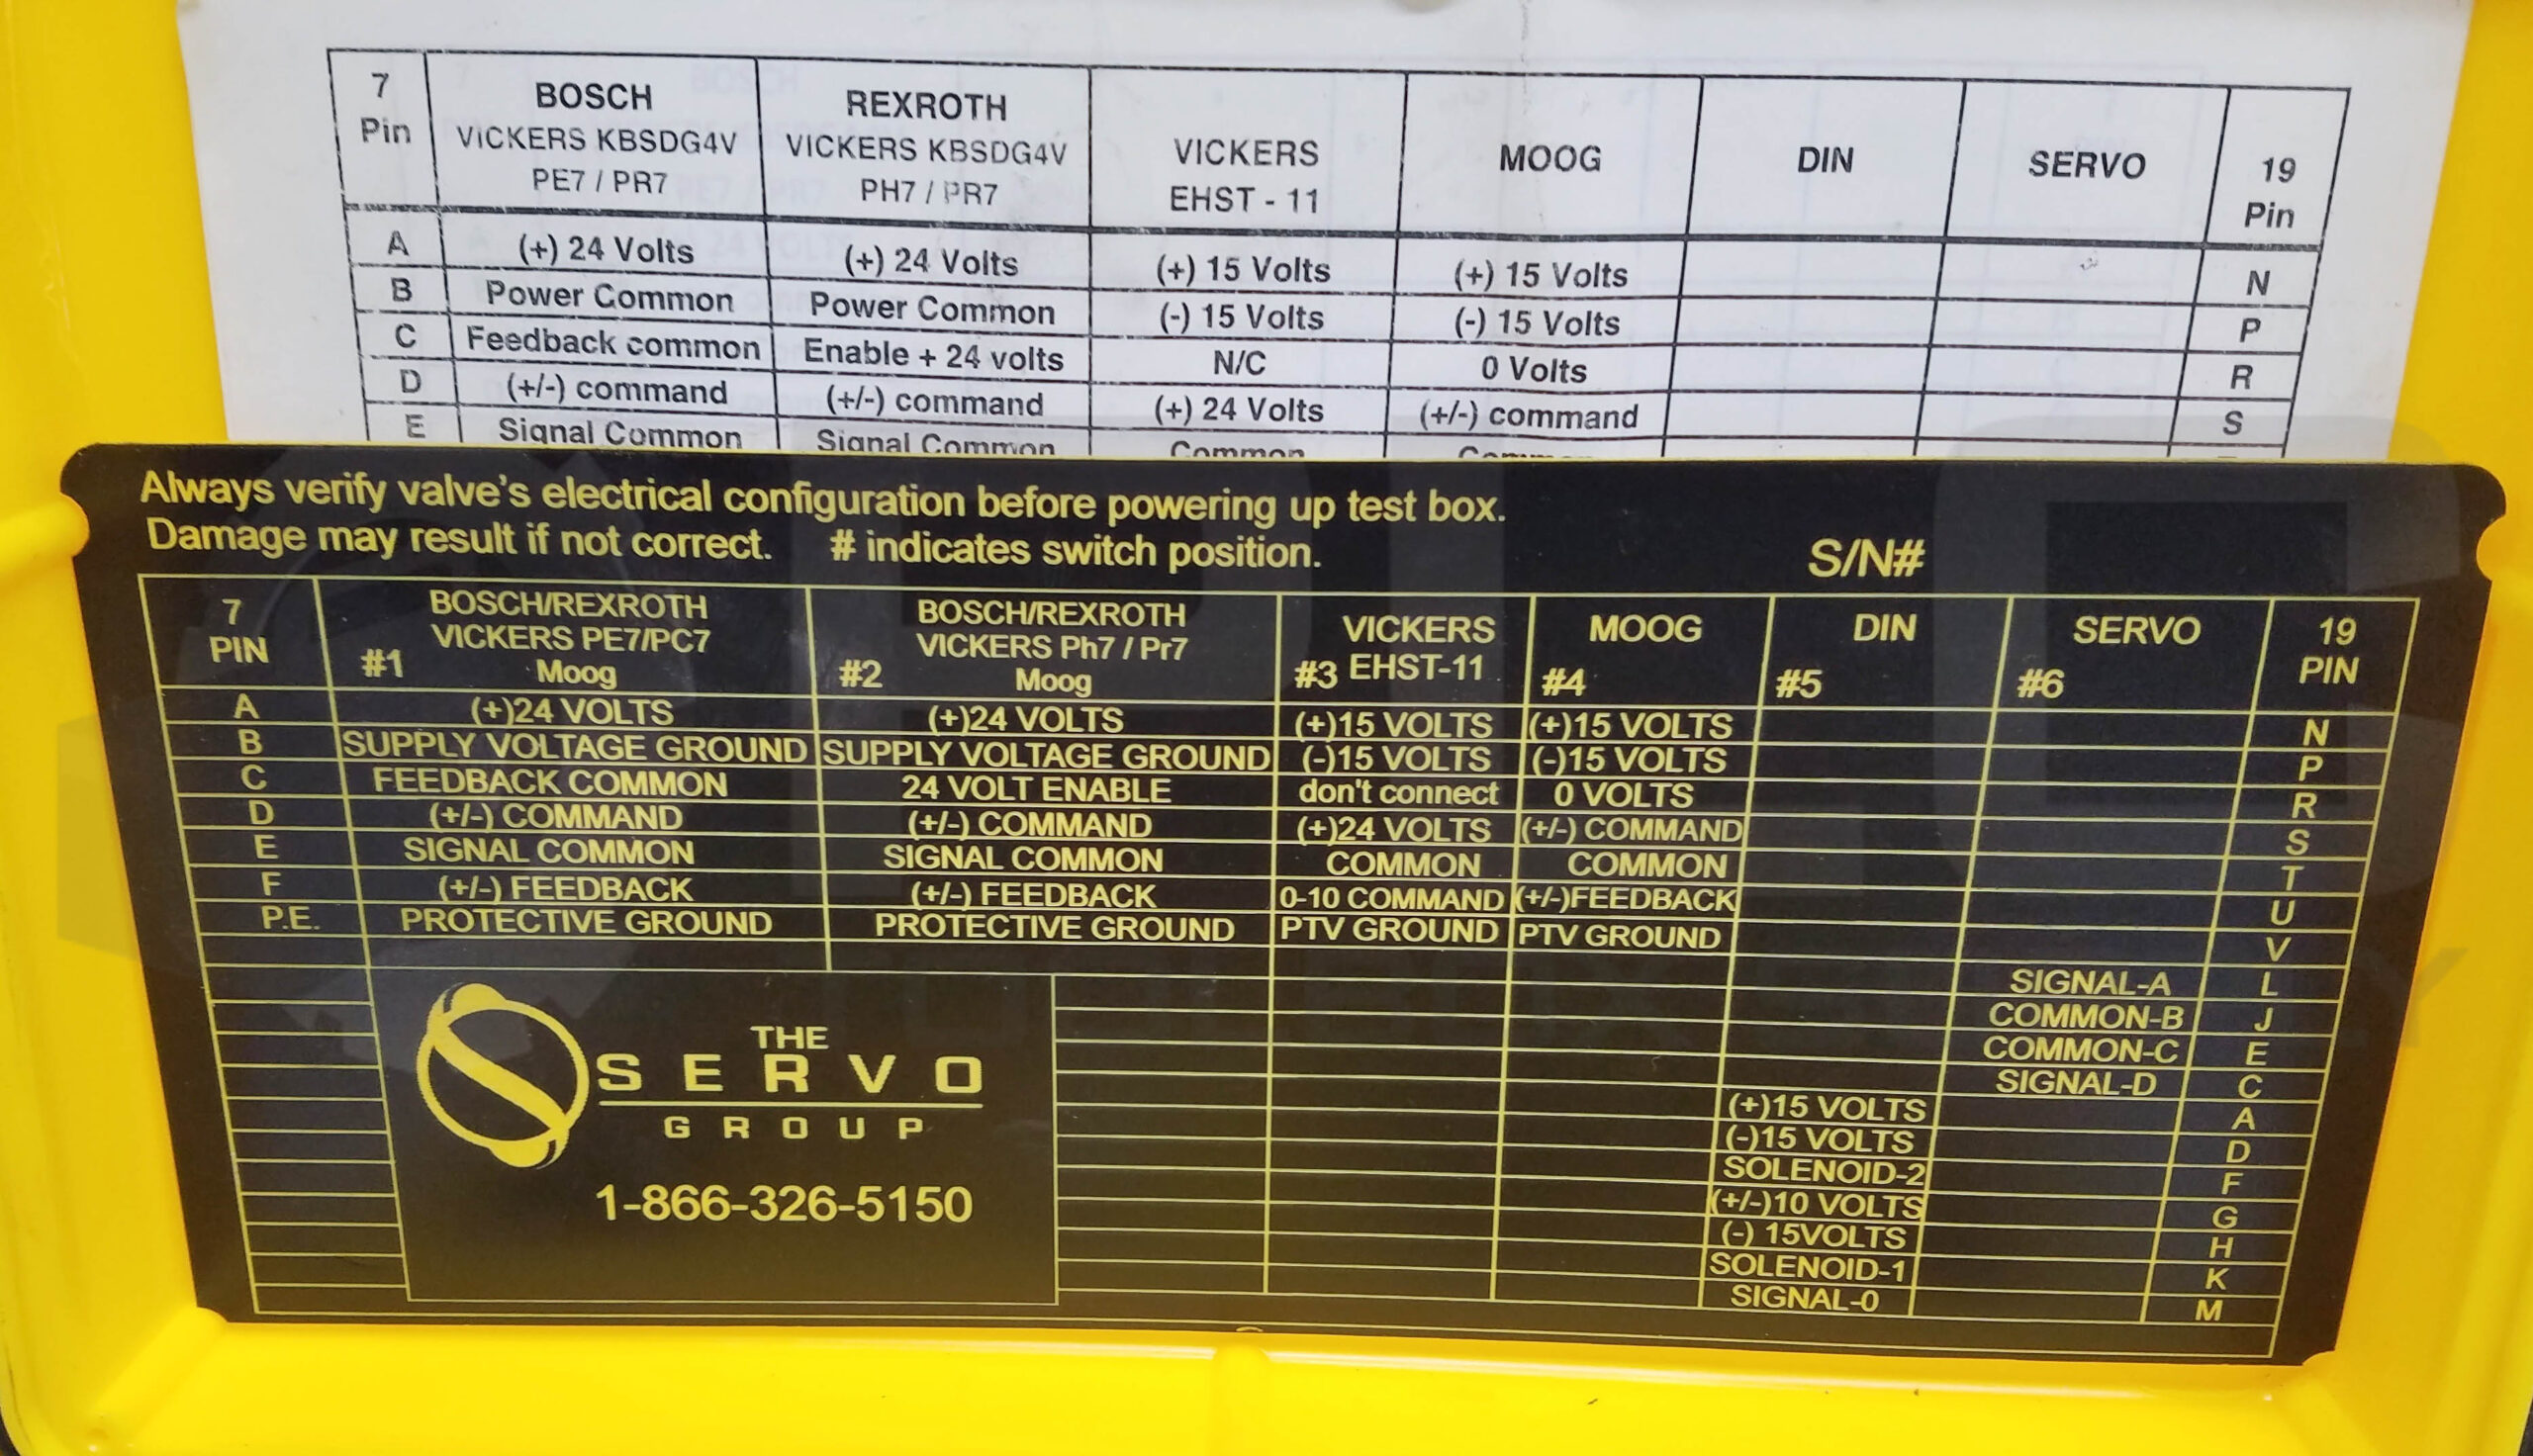 7 Pin BOSCH VICKERS KBSDG4V PE7 / PR7 REXROTH VICKERS KBSDG4V PH7 / PR7 VICKERS EHST - 11 MOOG DIN SERVO 19 Pin
A (+) 24 Volts (+) 24 Volts (+) 15 Volts (+) 15 Volts N
B Power Common Power Common (-) 15 Volts (-) 15 Volts P
C Feedback common Enable + 24 volts N/C 0 Volts R
D (+/-) command (+/-) command (+) 24 Volts (+/-) command S
E Signal Common Signal Common Common
Always verify valve's electrical configuration before powering up test box.
Damage may result if not correct. # indicates switch position.
S/N#
7 PIN #1 BOSCH/REXROTH VICKERS PE7/PC7 Moog #2 BOSCH/REXROTH VICKERS Ph7 / Pr7 Moog #3 VICKERS EHST-11 #4 MOOG #5 DIN #6 SERVO 19 PIN
A (+)24 VOLTS (+)24 VOLTS (+)15 VOLTS (+)15 VOLTS N
B SUPPLY VOLTAGE GROUND SUPPLY VOLTAGE GROUND (-)15 VOLTS (-)15 VOLTS P
C FEEDBACK COMMON 24 VOLT ENABLE don't connect 0 VOLTS R
D (+/-) COMMAND (+/-) COMMAND (+)24 VOLTS (+/-) COMMAND S
E SIGNAL COMMON SIGNAL COMMON COMMON COMMON T
F (+/-) FEEDBACK (+/-) FEEDBACK 0-10 COMMAND (+/-)FEEDBACK U
P.E. PROTECTIVE GROUND PROTECTIVE GROUND PTV GROUND PTV GROUND V
SIGNAL-A L
COMMON-B J
COMMON-C E
SIGNAL-D C
(+)15 VOLTS A
(-)15 VOLTS D
SOLENOID-2 F
(+/-)10 VOLTS G
(-) 15VOLTS H
SOLENOID-1 K
SIGNAL-0 M
THE
SERVO
GROUP
1-866-326-5150